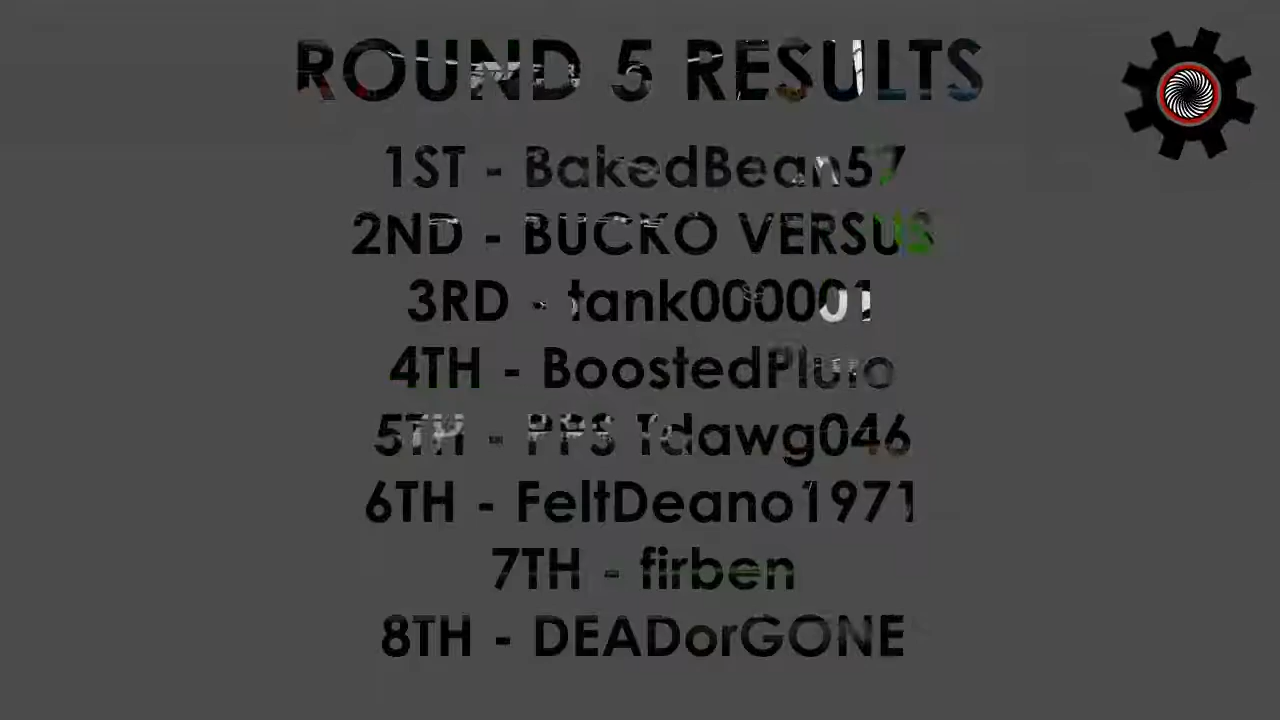 ROUND 5 RESULTS
1ST - BakedBean57
2ND - BUCKO VERSUS
3RD - tank000001
4TH - BoostedPluto
5TH - PPS Tdawg046
6TH - FeltDeano1971
7TH - firben
8TH - DEADorGONE